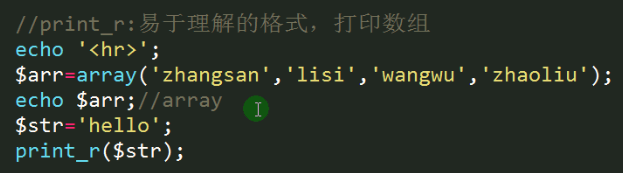 //print_r:易于理解的格式，打印数组
echo '<hr>';
$arr=array('zhangsan','lisi','wangwu','zhaoliu');
echo $arr;//array
$str='hello';
print_r($str);